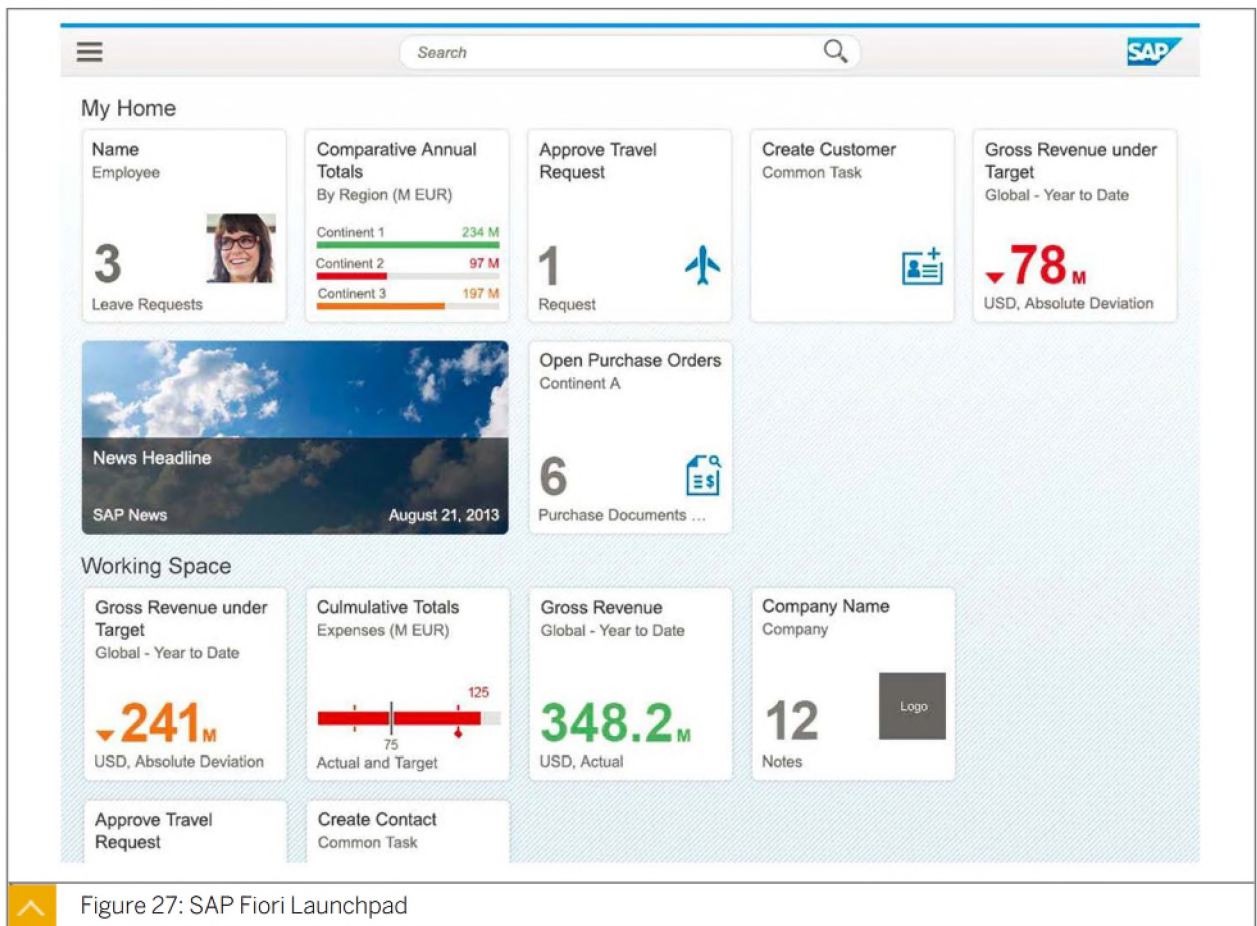 Search
SAP
My Home
Name
Employee
3
Leave Requests
Comparative Annual
Totals
By Region (M EUR)
Continent 1 234 M
Continent 2 97 M
Continent 3 197 M
Approve Travel
Request
1
Request
Create Customer
Common Task
Gross Revenue under
Target
Global - Year to Date
78 M
USD, Absolute Deviation
News Headline
SAP News August 21, 2013
Open Purchase Orders
Continent A
6
Purchase Documents ...
Working Space
Gross Revenue under
Target
Global - Year to Date
241 M
USD, Absolute Deviation
Culmulative Totals
Expenses (M EUR)
125
75
Actual and Target
Gross Revenue
Global - Year to Date
348.2 M
USD, Actual
Company Name
Company
12
Logo
Notes
Approve Travel
Request
Create Contact
Common Task
Figure 27: SAP Fiori Launchpad